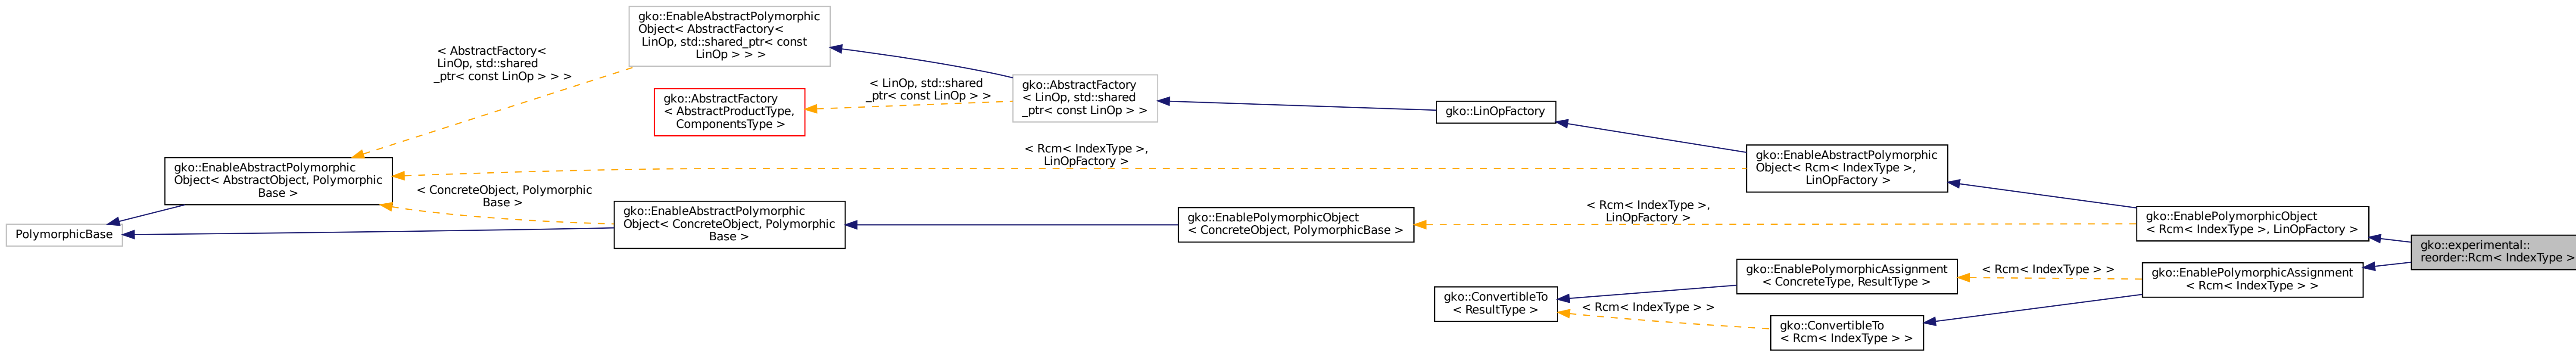 gko::EnableAbstractPolymorphic
Object< AbstractFactory<
LinOp, std::shared_ptr< const
LinOp > > >
< AbstractFactory<
LinOp, std::shared
_ptr< const LinOp > > >
gko::AbstractFactory
< AbstractProductType,
ComponentsType >
< LinOp, std::shared
_ptr< const LinOp > >
gko::AbstractFactory
< LinOp, std::shared
_ptr< const LinOp > >
gko::LinOpFactory
gko::EnableAbstractPolymorphic
Object< AbstractObject, Polymorphic
Base >
< Rcm< IndexType >,
LinOpFactory >
gko::EnableAbstractPolymorphic
Object< Rcm< IndexType >,
LinOpFactory >
< ConcreteObject, Polymorphic
Base >
PolymorphicBase
gko::EnableAbstractPolymorphic
Object< ConcreteObject, Polymorphic
Base >
gko::EnablePolymorphicObject
< ConcreteObject, PolymorphicBase >
< Rcm< IndexType >,
LinOpFactory >
gko::EnablePolymorphicObject
< Rcm< IndexType >, LinOpFactory >
gko::experimental::
reorder::Rcm< IndexType >
gko::EnablePolymorphicAssignment
< ConcreteType, ResultType >
< Rcm< IndexType > >
gko::EnablePolymorphicAssignment
< Rcm< IndexType > >
gko::ConvertibleTo
< ResultType >
< Rcm< IndexType > >
gko::ConvertibleTo
< Rcm< IndexType > >